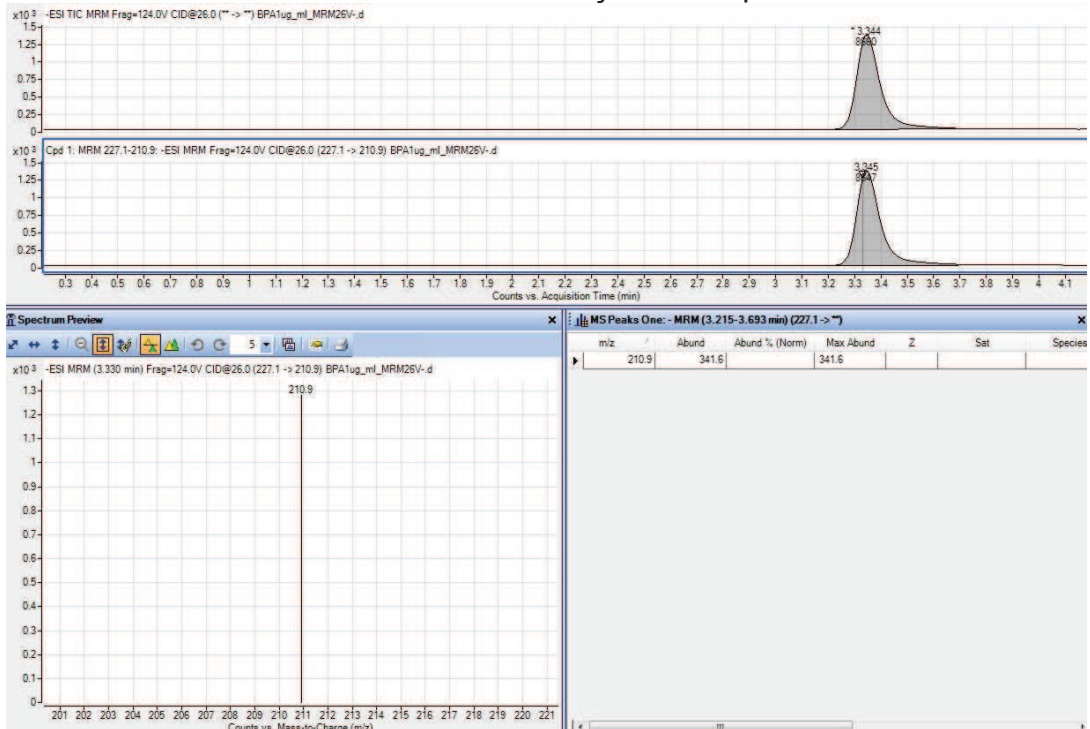 x10 3 -ESI TIC MRM Frag=124.0V CID@26.0 (** -> **) BPA1ug_ml_MRM26V-.d
1.5
1.25
1
0.75
0.5
0.25
0
* 3.344
x10 3 Cpd 1: MRM 227.1-210.9: -ESI MRM Frag=124.0V CID@26.0 (227.1 -> 210.9) BPA1ug_ml_MRM26V-.d
1.5
1.25
1
0.75
0.5
0.25
0
3.345
0.3 0.4 0.5 0.6 0.7 0.8 0.9 1 1.1 1.2 1.3 1.4 1.5 1.6 1.7 1.8 1.9 2 2.1 2.2 2.3 2.4 2.5 2.6 2.7 2.8 2.9 3 3.1 3.2 3.3 3.4 3.5 3.6 3.7 3.8 3.9 4 4.1
Counts vs. Acquisition Time (min)
Spectrum Preview
5
x10 3 -ESI MRM (3.330 min) Frag=124.0V CID@26.0 (227.1 -> 210.9) BPA1ug_ml_MRM26V-.d
210.9
1.3
1.2
1.1
1
0.9
0.8
0.7
0.6
0.5
0.4
0.3
0.2
0.1
0
201 202 203 204 205 206 207 208 209 210 211 212 213 214 215 216 217 218 219 220 221
Counts vs. Mass-to-Charge (m/z)
MS Peaks One: - MRM (3.215-3.693 min) (227.1 -> **)
m/z Abund Abund % (Norm) Max Abund Z Sat Species
210.9 341.6 341.6